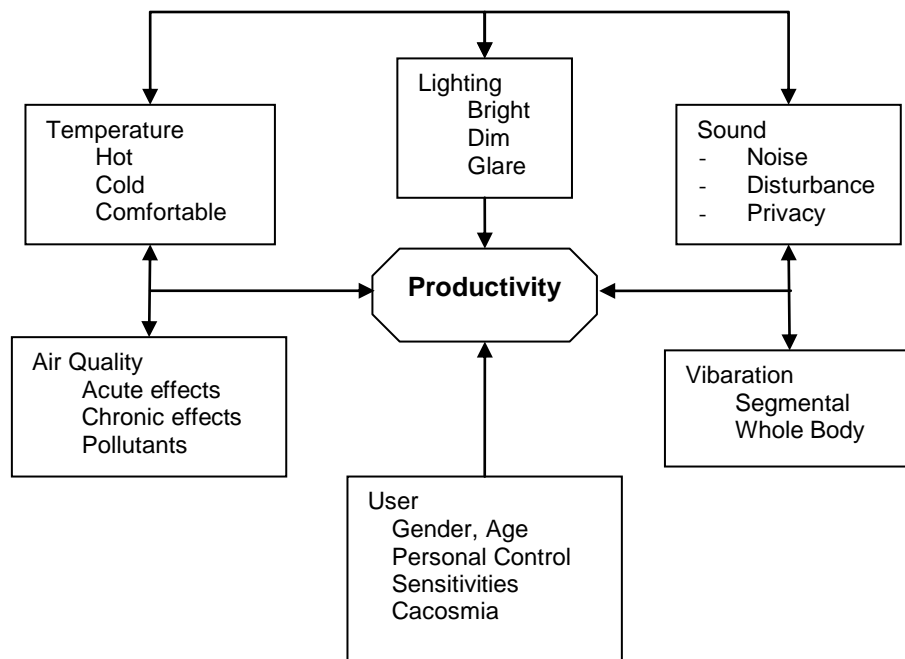 Lighting
Bright
Dim
Glare
Temperature
Hot
Cold
Comfortable
Sound
- Noise
- Disturbance
- Privacy
Productivity
Air Quality
Acute effects
Chronic effects
Pollutants
Vibaration
Segmental
Whole Body
User
Gender, Age
Personal Control
Sensitivities
Cacosmia